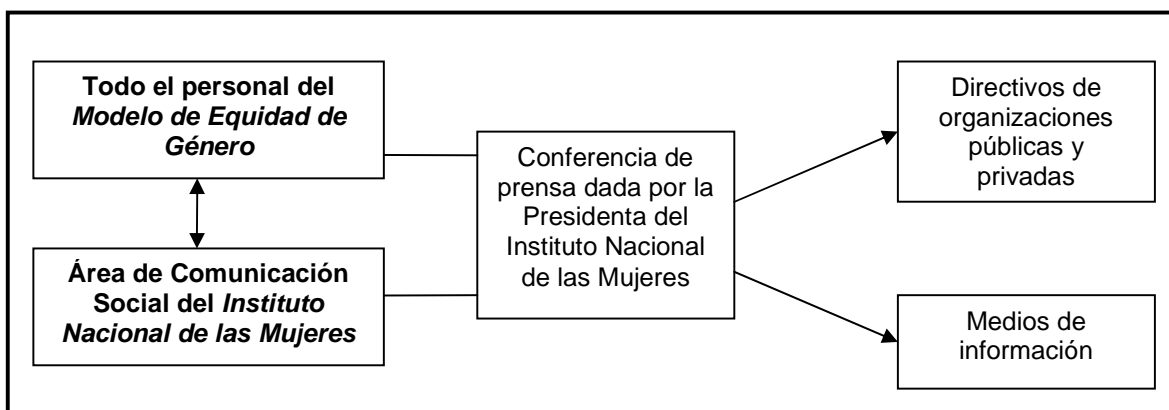 Todo el personal del
Modelo de Equidad de
Género
Área de Comunicación
Social del Instituto
Nacional de las Mujeres
Conferencia de
prensa dada por la
Presidenta del
Instituto Nacional
de las Mujeres
Directivos de
organizaciones
públicas y
privadas
Medios de
información